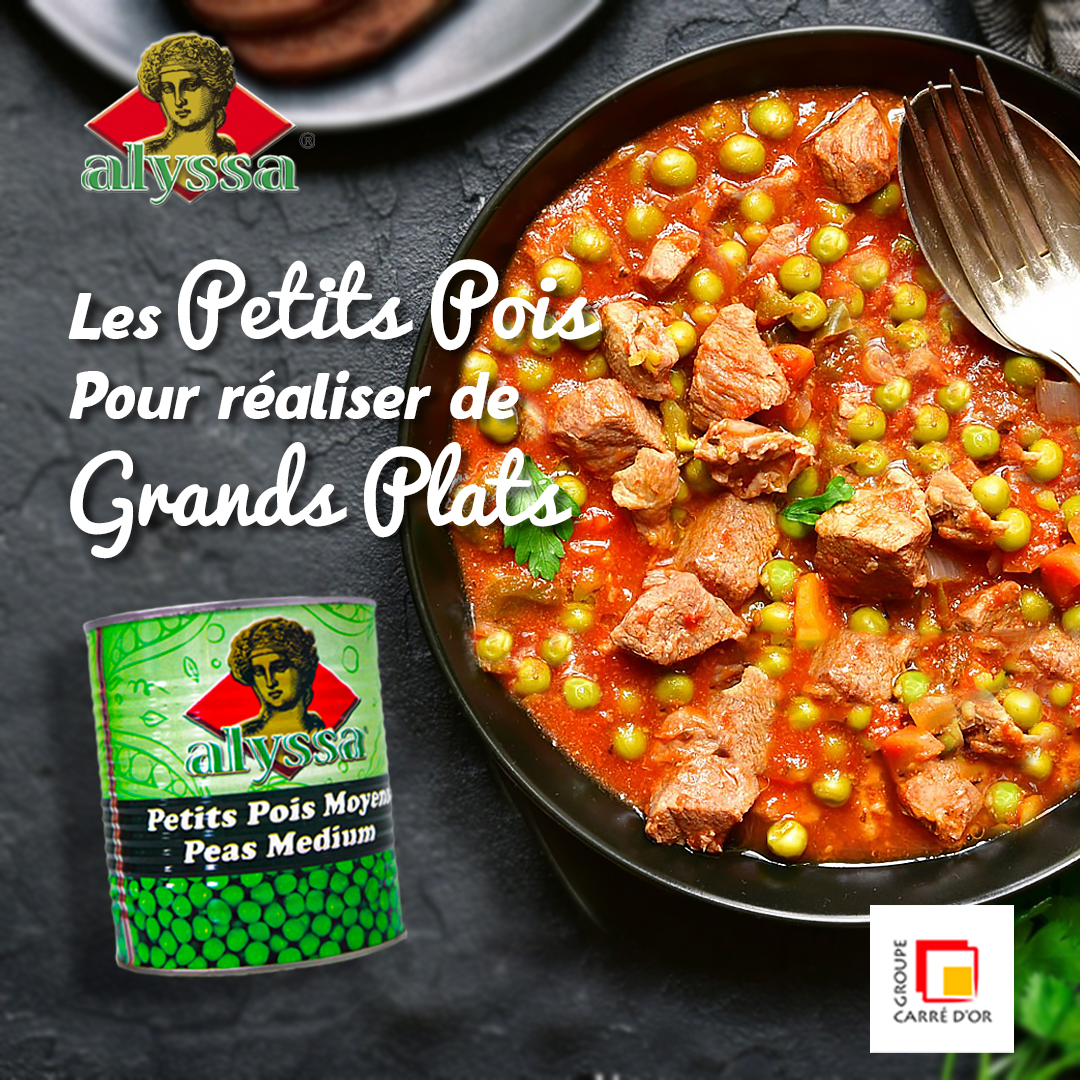 alyssa
®
Les Petits Pois
Pour réaliser de
Grands Plats
alyssa
Petits Pois Moyens
Peas Medium
GROUPE
CARRÉ D'OR